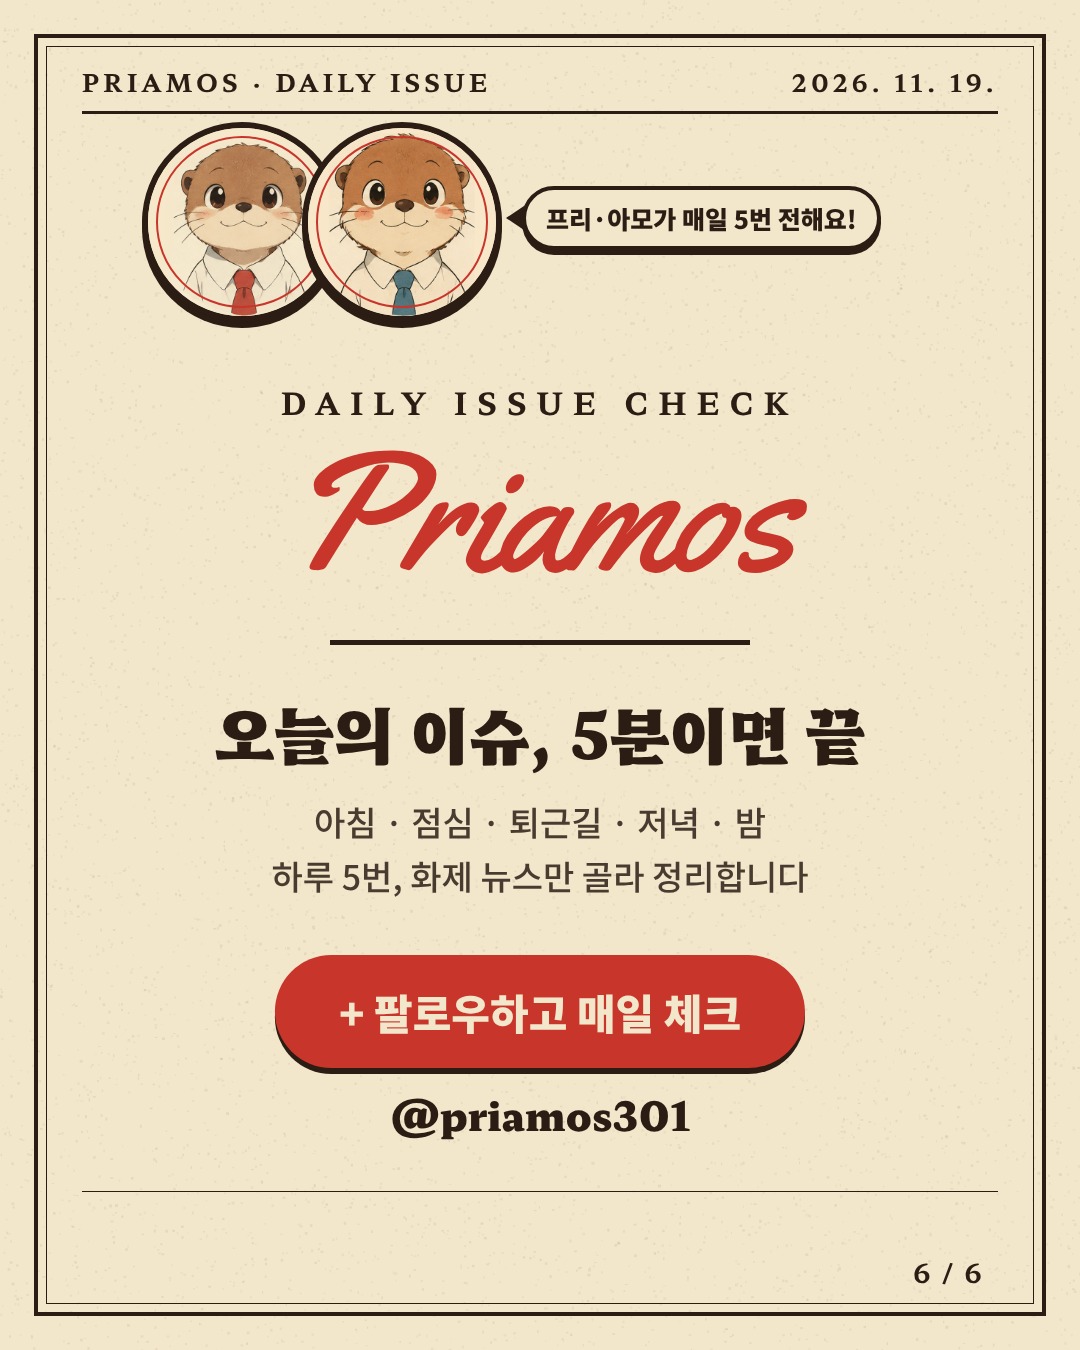 PRIAMOS · DAILY ISSUE
2026. 11. 19.
프리·아모가 매일 5번 전해요!
DAILY ISSUE CHECK
Priamos
오늘의 이슈, 5분이면 끝
아침 · 점심 · 퇴근길 · 저녁 · 밤
하루 5번, 화제 뉴스만 골라 정리합니다
+ 팔로우하고 매일 체크
@priamos301
6 / 6